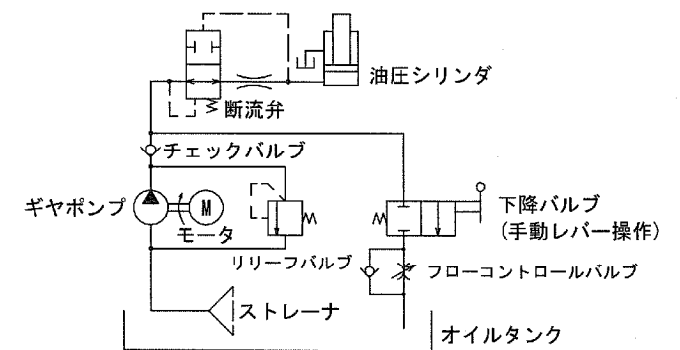 油圧シリンダ
断流弁
チェックバルブ
ギヤポンプ
M
モータ
下降バルブ
(手動レバー操作)
リリーフバルブ
フローコントロールバルブ
ストレーナ
オイルタンク